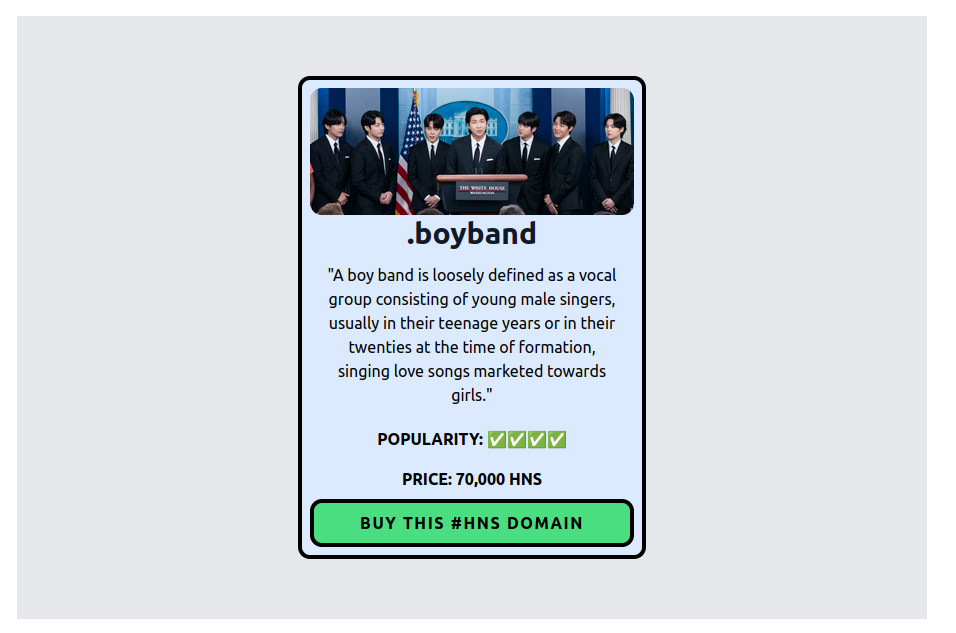 THE WHITE HOUSE
WASHINGTON
.boyband
"A boy band is loosely defined as a vocal
group consisting of young male singers,
usually in their teenage years or in their
twenties at the time of formation,
singing love songs marketed towards
girls."
POPULARITY: ✅✅✅✅
PRICE: 70,000 HNS
BUY THIS #HNS DOMAIN